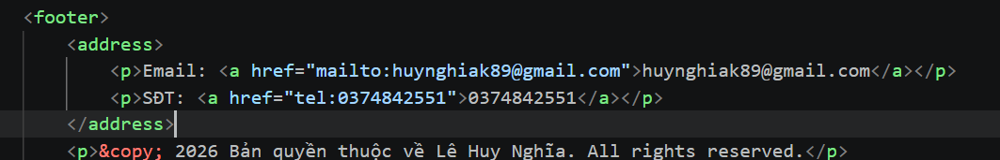 <footer>
<address>
<p>Email: <a href="mailto:huynghiak89@gmail.com">huynghiak89@gmail.com</a></p>
<p>SĐT: <a href="tel:0374842551">0374842551</a></p>
</address>
<p>&copy; 2026 Bản quyền thuộc về Lê Huy Nghĩa. All rights reserved.</p>